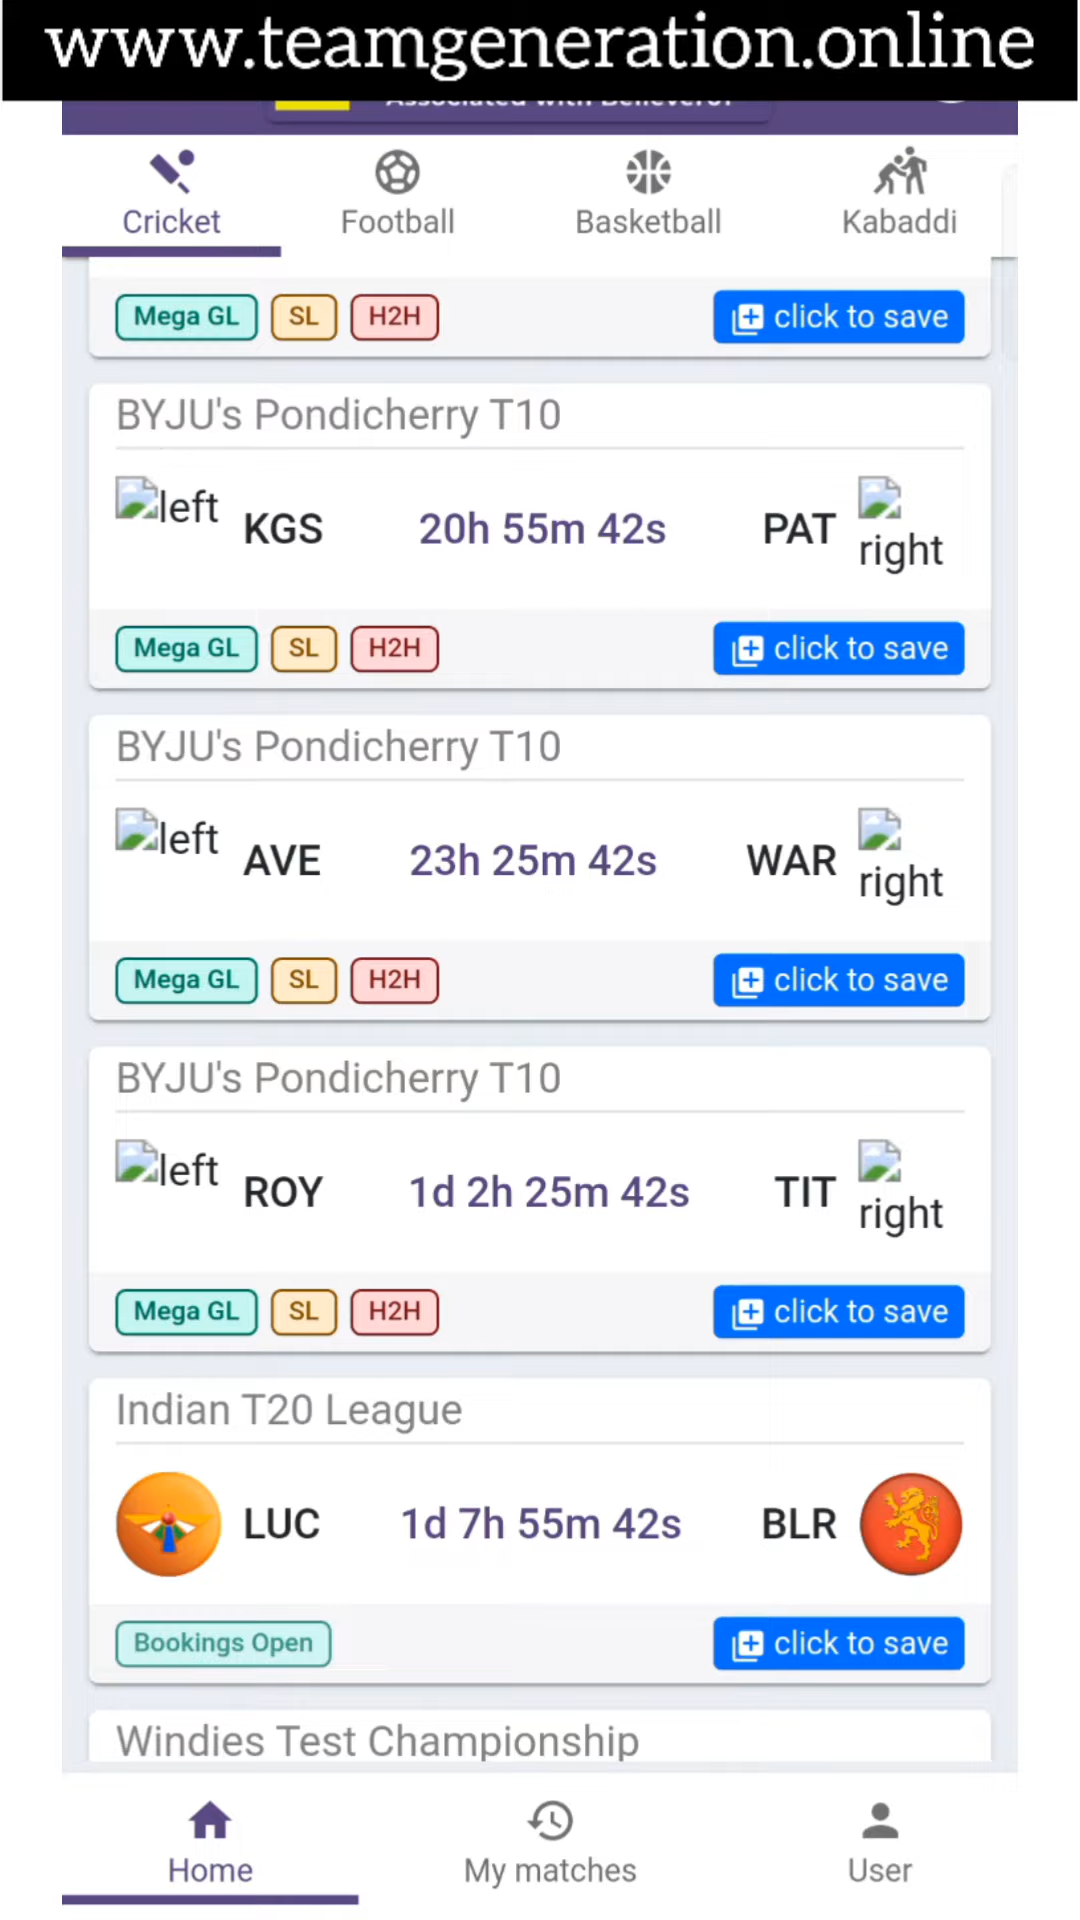 www.teamgeneration.online
Associated with Believer01
Cricket
Football
Basketball
Kabaddi
Mega GL
SL
H2H
click to save
BYJU's Pondicherry T10
left
KGS
20h 55m 42s
PAT
right
Mega GL
SL
H2H
click to save
BYJU's Pondicherry T10
left
AVE
23h 25m 42s
WAR
right
Mega GL
SL
H2H
click to save
BYJU's Pondicherry T10
left
ROY
1d 2h 25m 42s
TIT
right
Mega GL
SL
H2H
click to save
Indian T20 League
LUC
1d 7h 55m 42s
BLR
Bookings Open
click to save
Windies Test Championship
Home
My matches
User